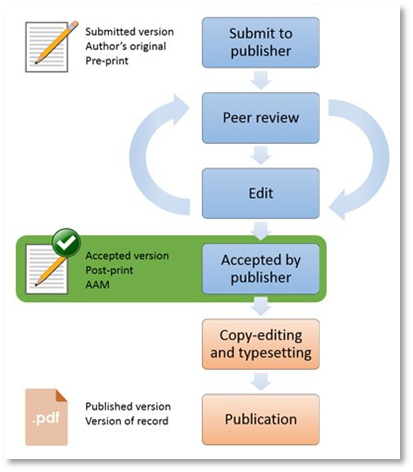 Submitted version
Author's original
Pre-print
Submit to
publisher
Peer review
Edit
Accepted version
Post-print
AAM
Accepted by
publisher
Copy-editing
and typesetting
.pdf
Published version
Version of record
Publication